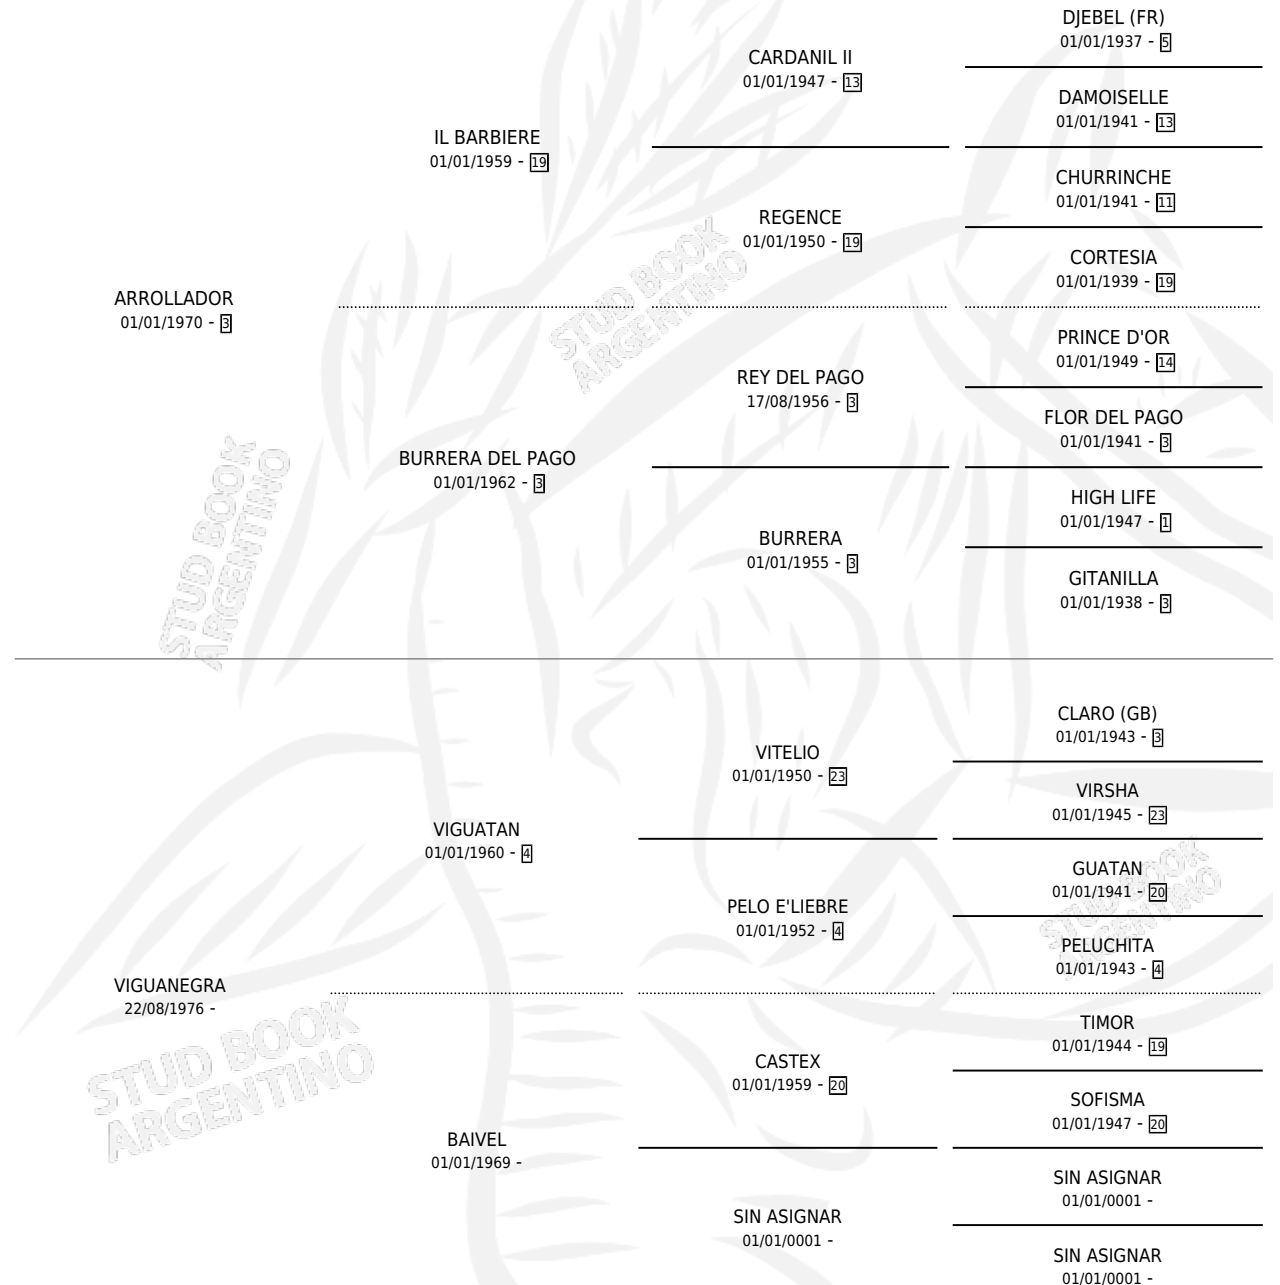 DJEBEL (FR)
01/01/1937 - 5
CARDANIL II
01/01/1947 - 13
DAMOISELLE
01/01/1941 - 13
IL BARBIERE
01/01/1959 - 19
CHURRINCHE
01/01/1941 - 11
REGENCE
01/01/1950 - 19
CORTESIA
01/01/1939 - 19
ARROLLADOR
01/01/1970 - 3
PRINCE D'OR
01/01/1949 - 14
REY DEL PAGO
17/08/1956 - 3
FLOR DEL PAGO
01/01/1941 - 3
BURRERA DEL PAGO
01/01/1962 - 3
HIGH LIFE
01/01/1947 - 1
BURRERA
01/01/1955 - 3
GITANILLA
01/01/1938 - 3
STUD BOOK
ARGENTINO
STUD BOOK
ARGENTINO
CLARO (GB)
01/01/1943 - 3
VITELIO
01/01/1950 - 23
VIRSHA
01/01/1945 - 23
VIGUATAN
01/01/1960 - 4
GUATAN
01/01/1941 - 20
PELO E'LIEBRE
01/01/1952 - 4
PELUCHITA
01/01/1943 - 4
STUD BOOK
ARGENTINO
VIGUANEGRA
22/08/1976 -
TIMOR
01/01/1944 - 19
CASTEX
01/01/1959 - 20
SOFISMA
01/01/1947 - 20
BAIVEL
01/01/1969 -
SIN ASIGNAR
01/01/0001 -
SIN ASIGNAR
01/01/0001 -
SIN ASIGNAR
01/01/0001 -
STUD BOOK
ARGENTINO